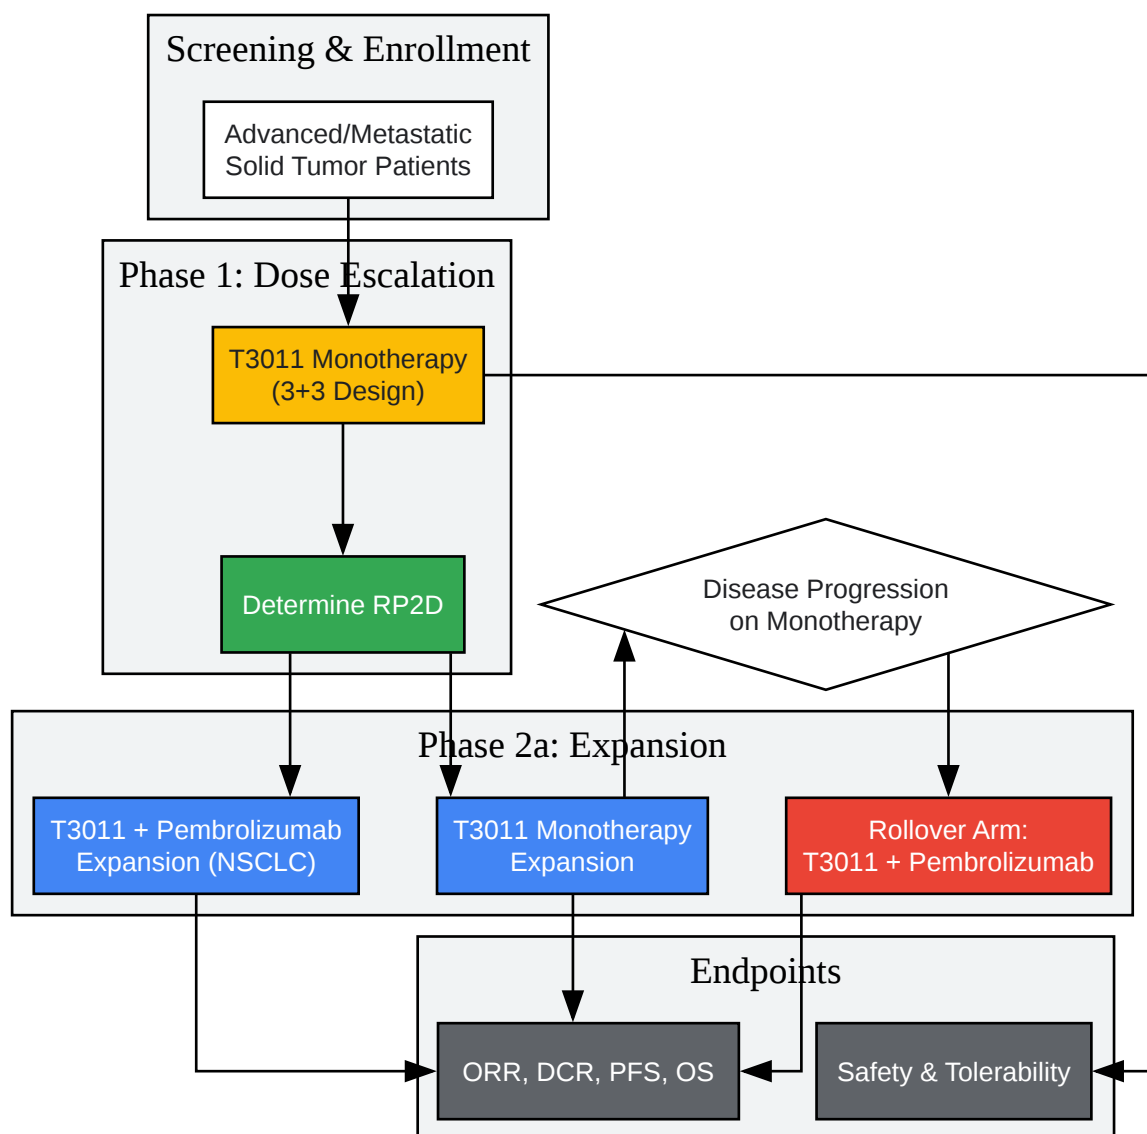 Screening & Enrollment
Advanced/Metastatic
Solid Tumor Patients
Phase 1: Dose Escalation
T3011 Monotherapy
(3+3 Design)
Determine RP2D
Disease Progression
on Monotherapy
Phase 2a: Expansion
T3011 + Pembrolizumab
Expansion (NSCLC)
T3011 Monotherapy
Expansion
Rollover Arm:
T3011 + Pembrolizumab
Endpoints
ORR, DCR, PFS, OS
Safety & Tolerability